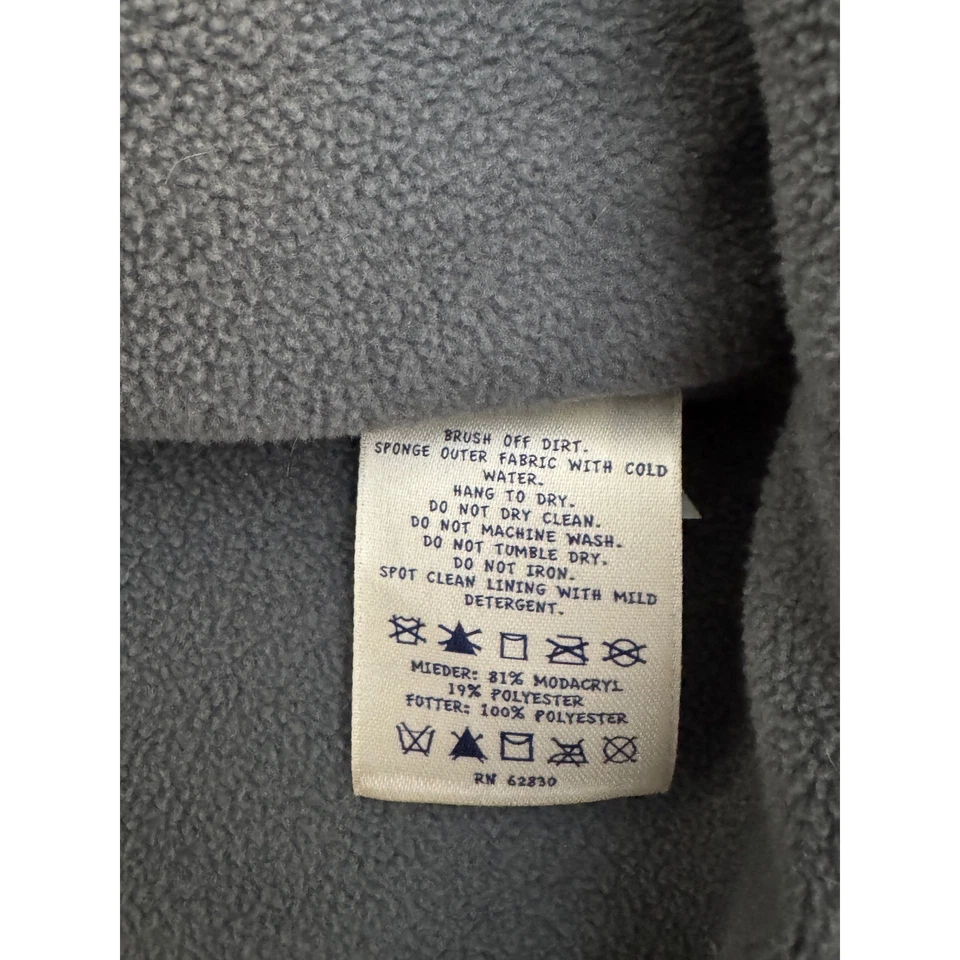 BRUSH OFF DIRT.
SPONGE OUTER FABRIC WITH COLD
WATER.
HANG TO DRY.
DO NOT DRY CLEAN.
DO NOT MACHINE WASH.
DO NOT TUMBLE DRY.
DO NOT IRON.
SPOT CLEAN LINING WITH MILD
DETERGENT.
MIEDER: 81% MODACRYL
19% POLYESTER
FOTTER: 100% POLYESTER
RN 62830